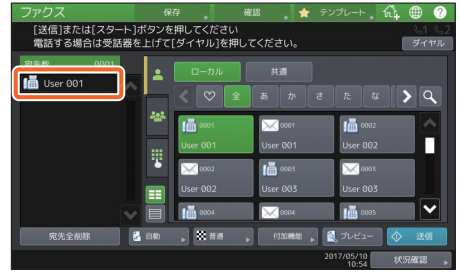 ファクス 保存 確認 テンプレート
[送信]または[スタート]ボタンを押してください
電話する場合は受話器を上げて[ダイヤル]を押してください。
L1 L2
ダイヤル
宛先数 0001
User 001
ローカル 共通
全 あ か さ た な
0001 0001 0002
User 001 User 001 User 002
0002 0003 0003
User 002 User 003 User 003
0004 0004 0005
宛先全削除 自動 普通 付加機能 プレビュー 送信
2017/05/10
10:54
状況確認